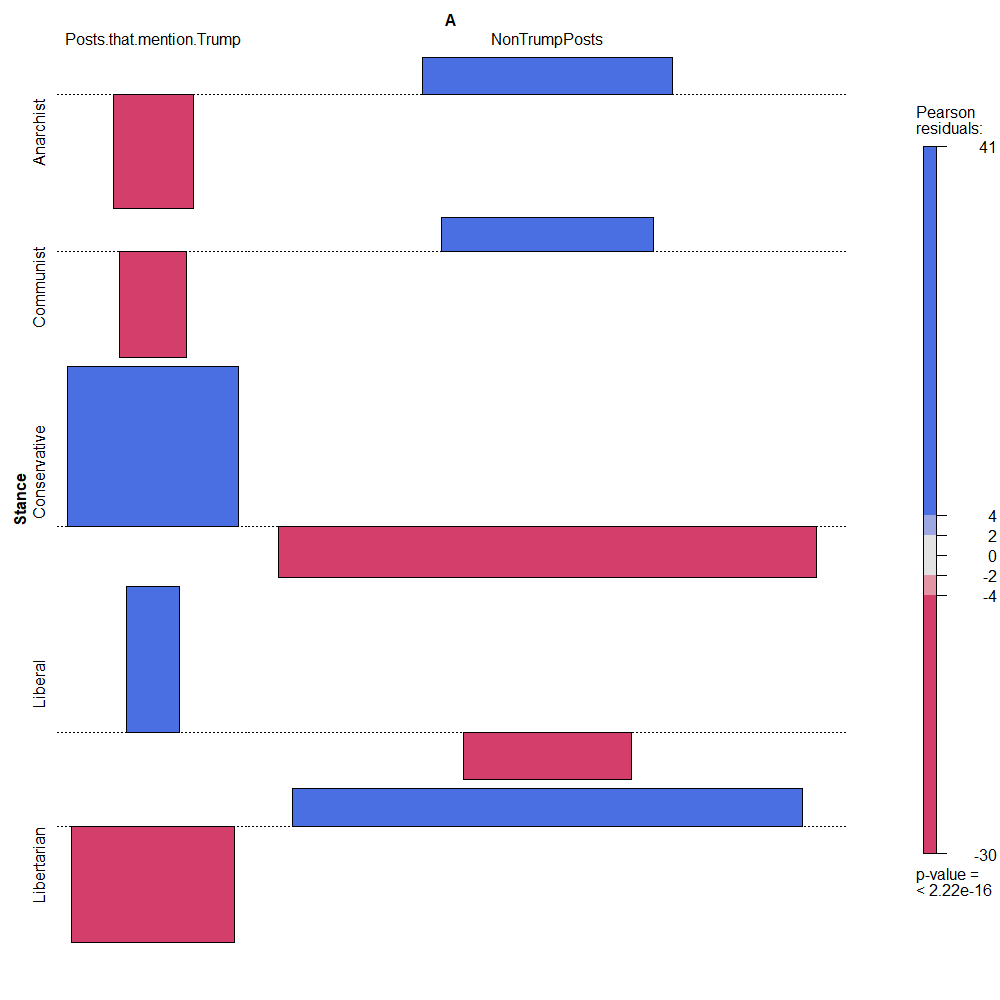 A
Posts.that.mention.Trump
NonTrumpPosts
Stance
Anarchist
Communist
Conservative
Liberal
Libertarian
Pearson
residuals:
41
4
2
0
-2
-4
-30
p-value =
< 2.22e-16